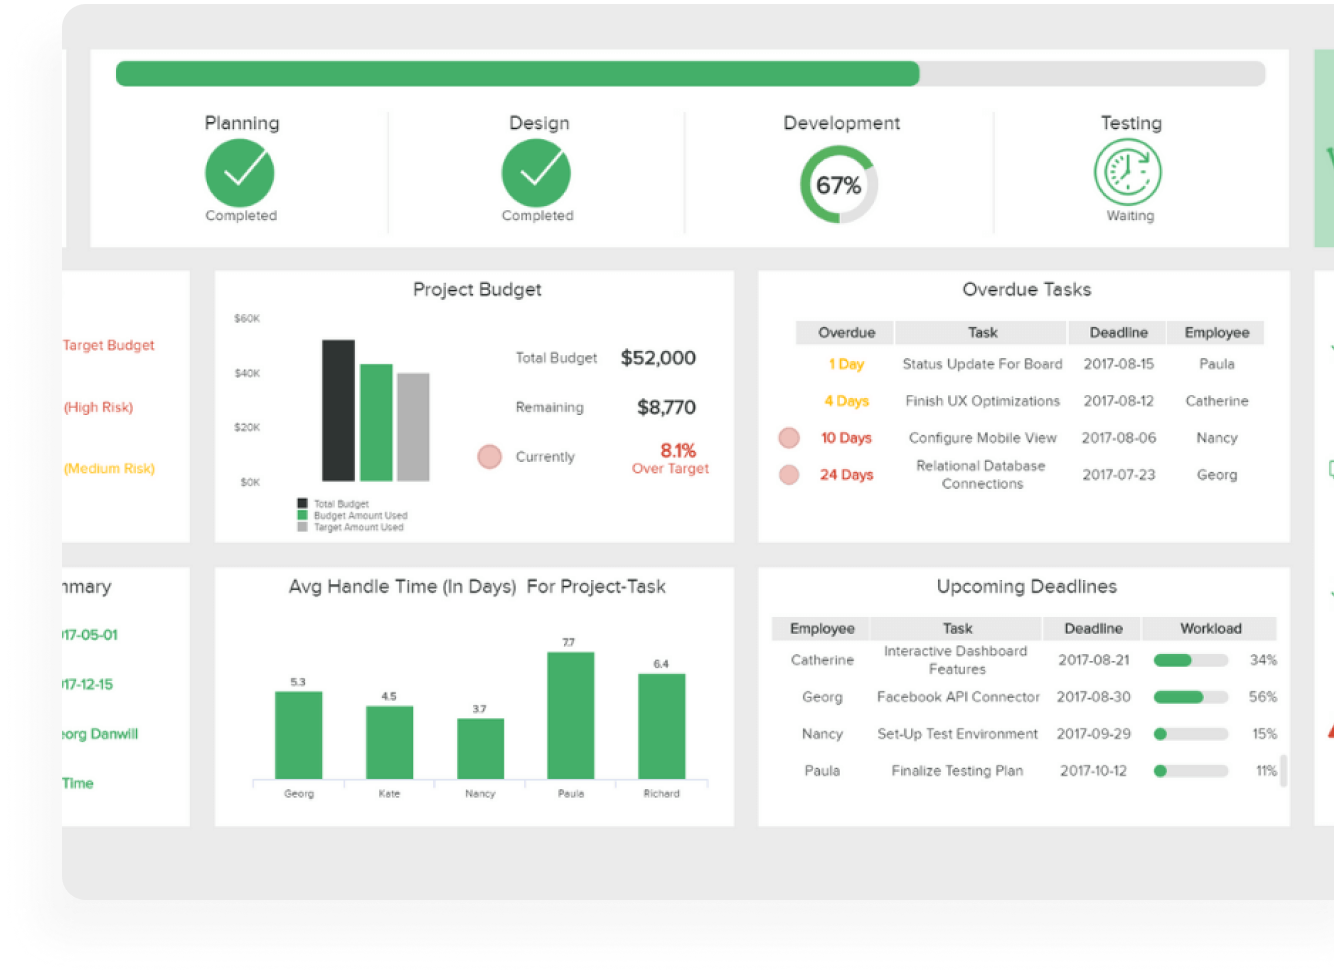 Planning
Design
Development
Testing
67%
Completed
Completed
Waiting
Target Budget
(High Risk)
(Medium Risk)
Project Budget
$60K
$40K
$20K
$0K
Total Budget $52,000
Remaining $8,770
Currently 8.1%
Over Target
Total Budget
Budget Amount Used
Target Amount Used
Overdue Tasks
Overdue Task Deadline Employee
1 Day Status Update For Board 2017-08-15 Paula
4 Days Finish UX Optimizations 2017-08-12 Catherine
10 Days Configure Mobile View 2017-08-06 Nancy
24 Days Relational Database Connections 2017-07-23 Georg
17-05-01
17-12-15
org Danwill
Time
Avg Handle Time (In Days) For Project-Task
5.3
4.5
3.7
7.7
6.4
Georg
Kate
Nancy
Paula
Richard
Upcoming Deadlines
Employee Task Deadline Workload
Catherine Interactive Dashboard Features 2017-08-21 34%
Georg Facebook API Connector 2017-08-30 56%
Nancy Set-Up Test Environment 2017-09-29 15%
Paula Finalize Testing Plan 2017-10-12 11%